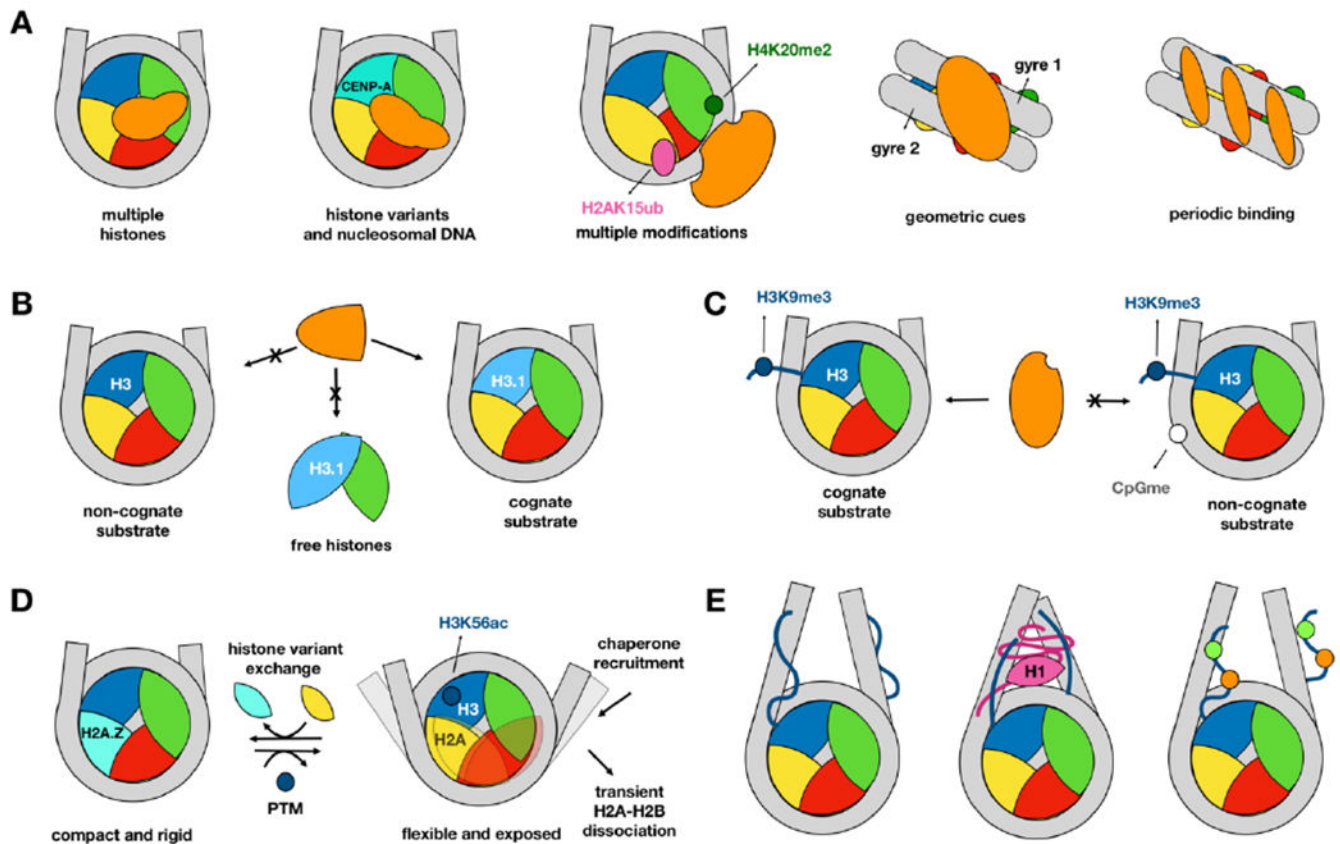 A
CENP-A
H4K20me2
H2AK15ub
gyre 1
gyre 2
multiple
histones
histone variants
and nucleosomal DNA
multiple modifications
geometric cues
periodic binding
B
H3
H3.1
H3.1
non-cognate
substrate
free histones
cognate
substrate
C
H3K9me3
H3
H3K9me3
H3
CpGme
cognate
substrate
non-cognate
substrate
D
H2A.Z
histone variant
exchange
PTM
H3K56ac
H3
H2A
chaperone
recruitment
transient
H2A-H2B
dissociation
compact and rigid
flexible and exposed
E
H1